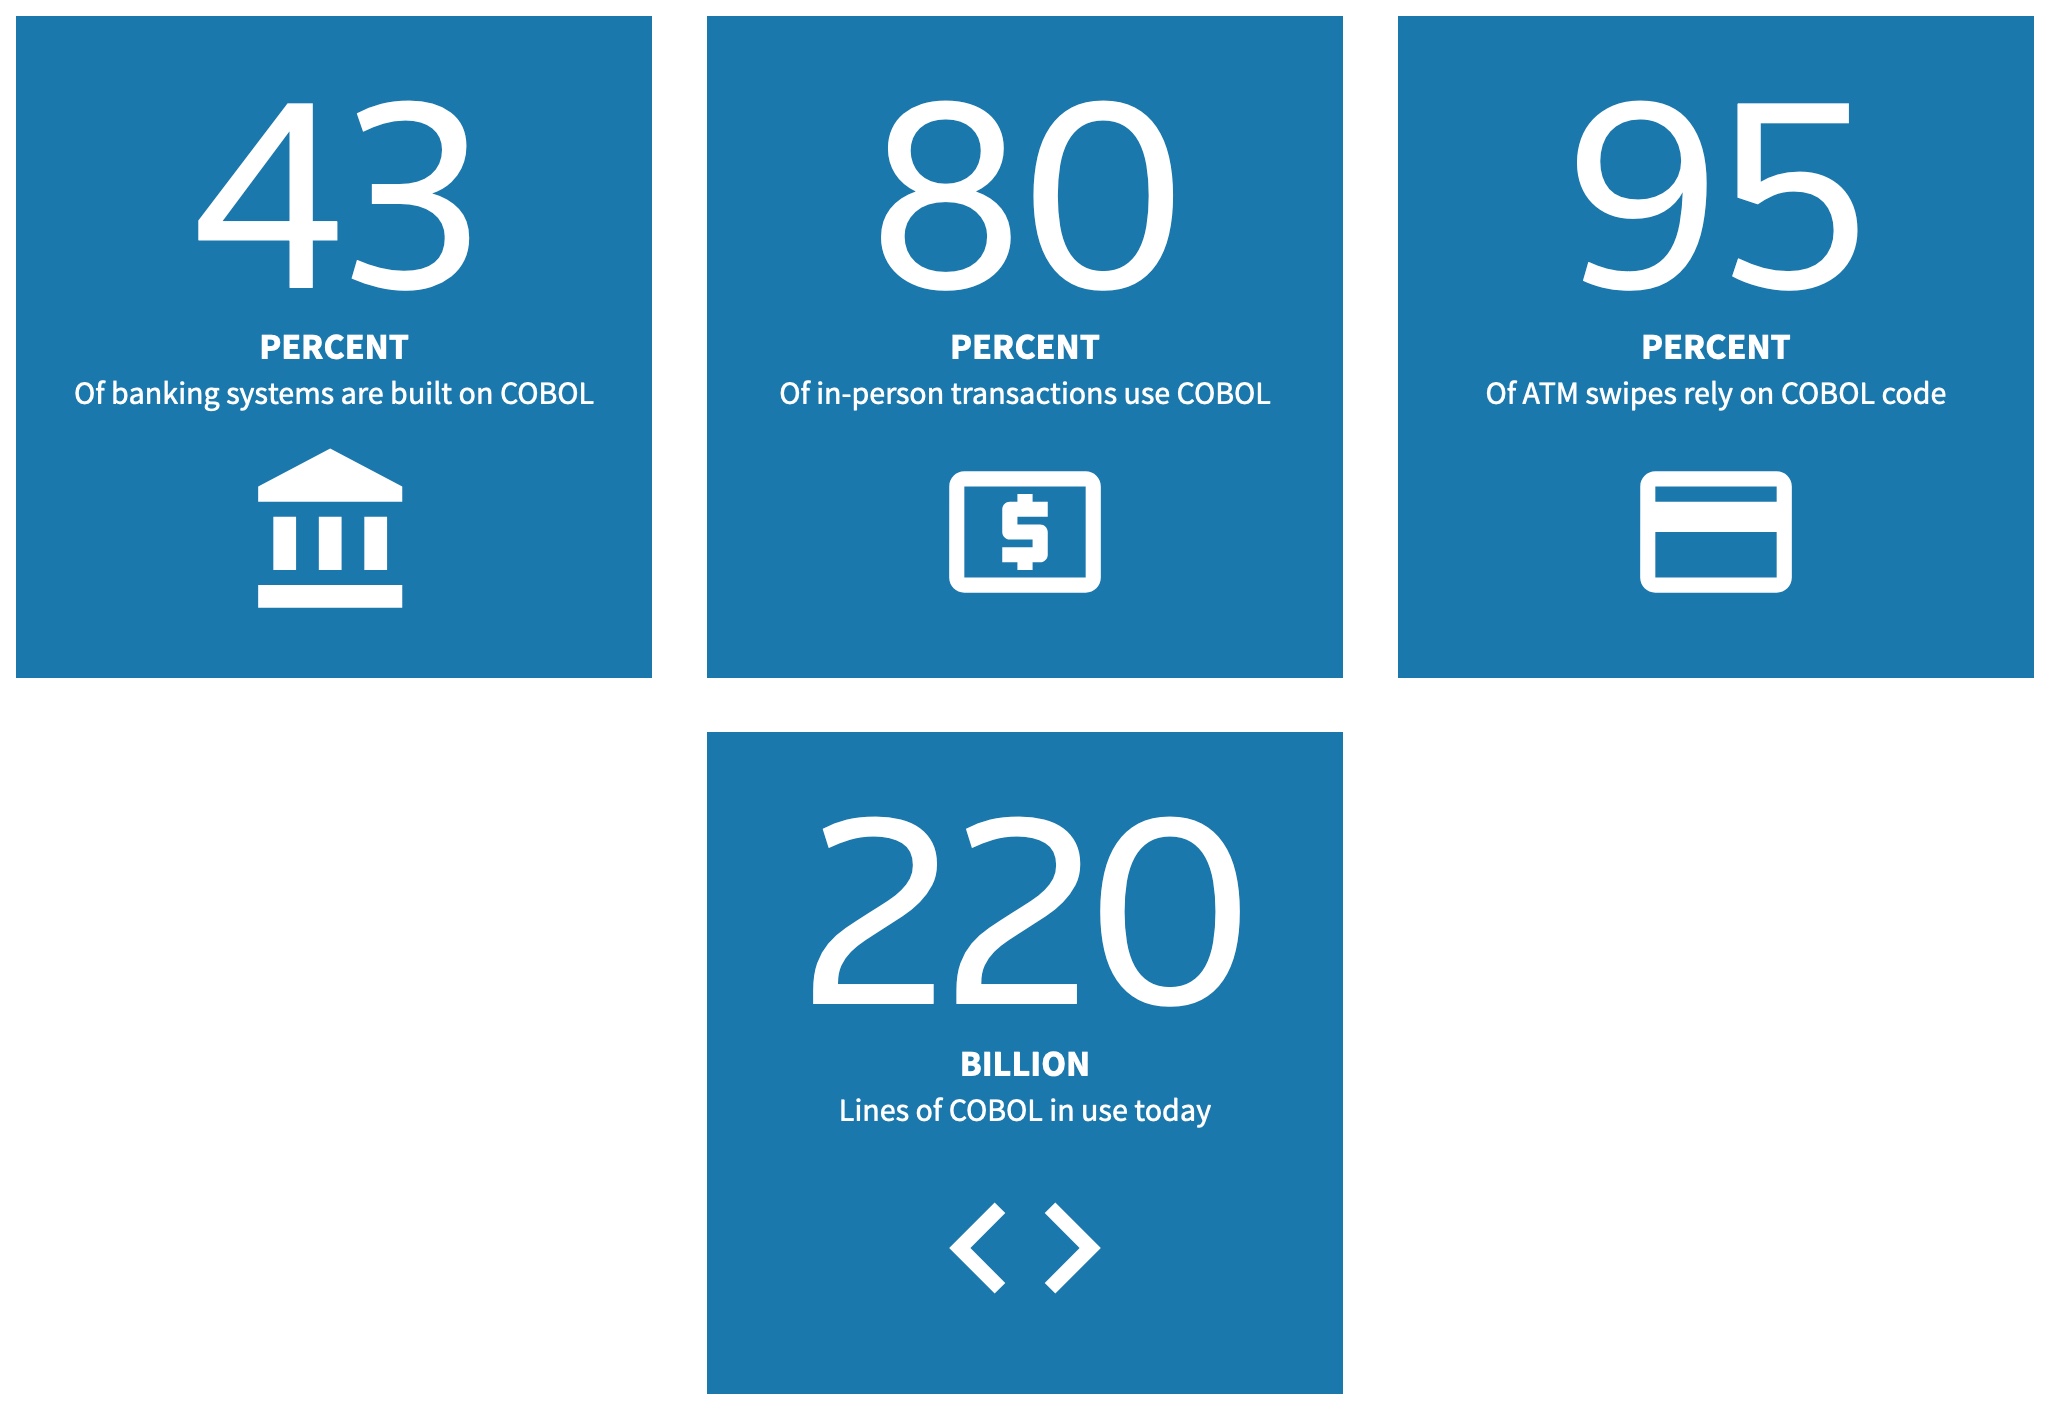 43
PERCENT
Of banking systems are built on COBOL
80
PERCENT
Of in-person transactions use COBOL
95
PERCENT
Of ATM swipes rely on COBOL code
220
BILLION
Lines of COBOL in use today